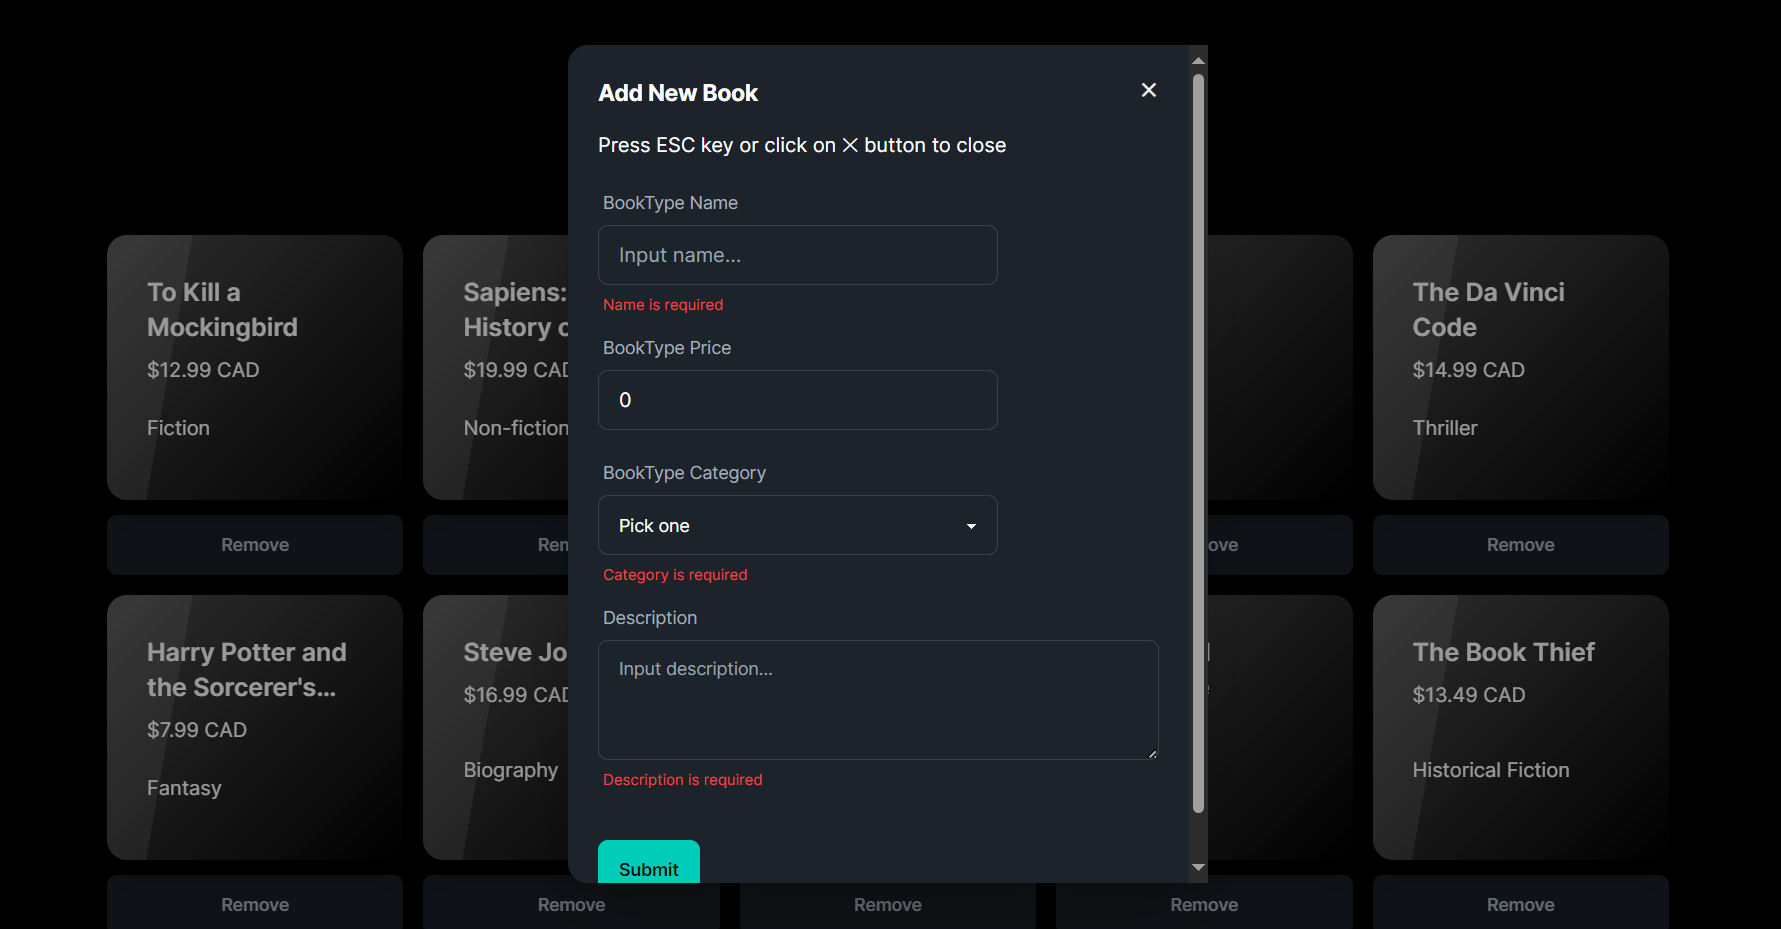 Add New Book
Press ESC key or click on ✕ button to close
BookType Name
Input name...
Name is required
BookType Price
0
BookType Category
Pick one
Category is required
Description
Input description...
Description is required
Submit
To Kill a
Mockingbird
$12.99 CAD
Fiction
Remove
Sapiens:
History
$19.99 CAD
Non-fiction
The Da Vinci
Code
$14.99 CAD
Thriller
Remove
Harry Potter and
the Sorcerer's...
$7.99 CAD
Fantasy
Remove
Steve
$16.99 CAD
Biography
Remove
Remove
Remove
The Book Thief
$13.49 CAD
Historical Fiction
Remove